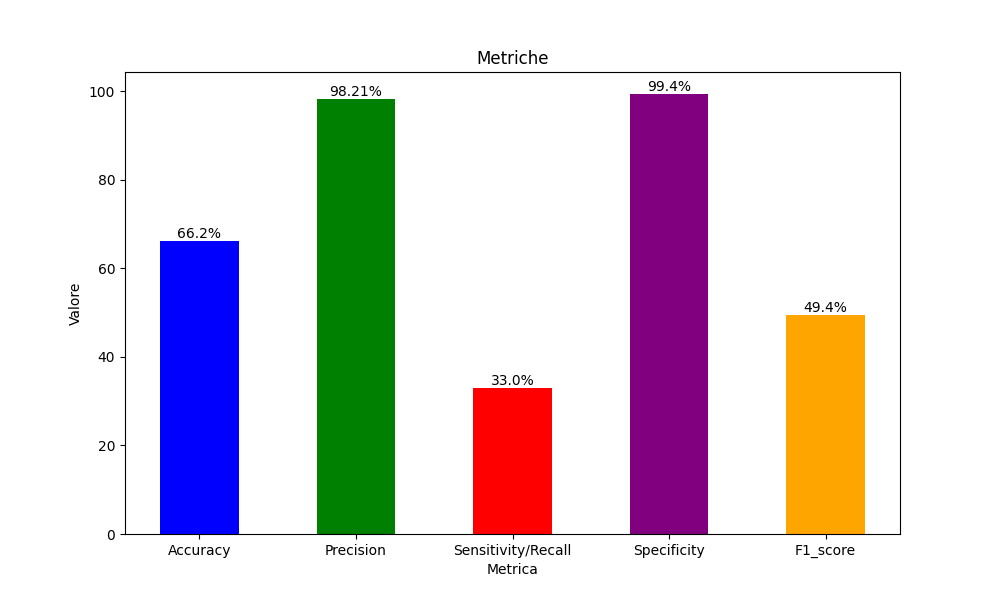 Metriche
100
80
60
40
20
0
Valore
66.2%
98.21%
33.0%
99.4%
49.4%
Accuracy
Precision
Sensitivity/Recall
Specificity
F1_score
Metrica